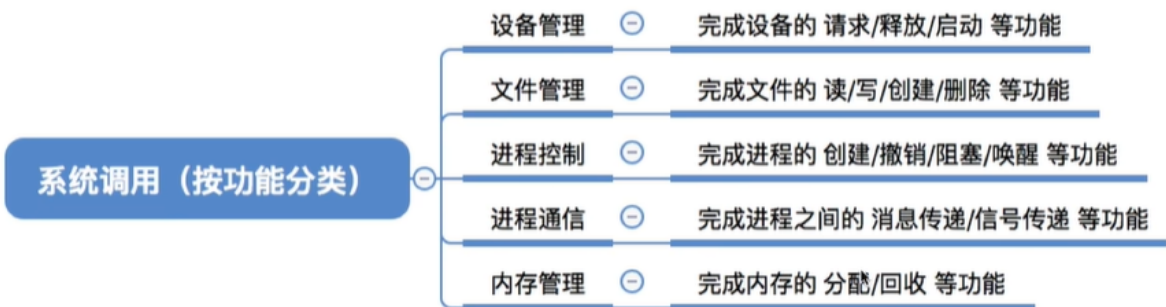 系统调用（按功能分类）
设备管理
完成设备的 请求/释放/启动 等功能
文件管理
完成文件的 读/写/创建/删除 等功能
进程控制
完成进程的 创建/撤销/阻塞/唤醒 等功能
进程通信
完成进程之间的 消息传递/信号传递 等功能
内存管理
完成内存的 分配/回收 等功能